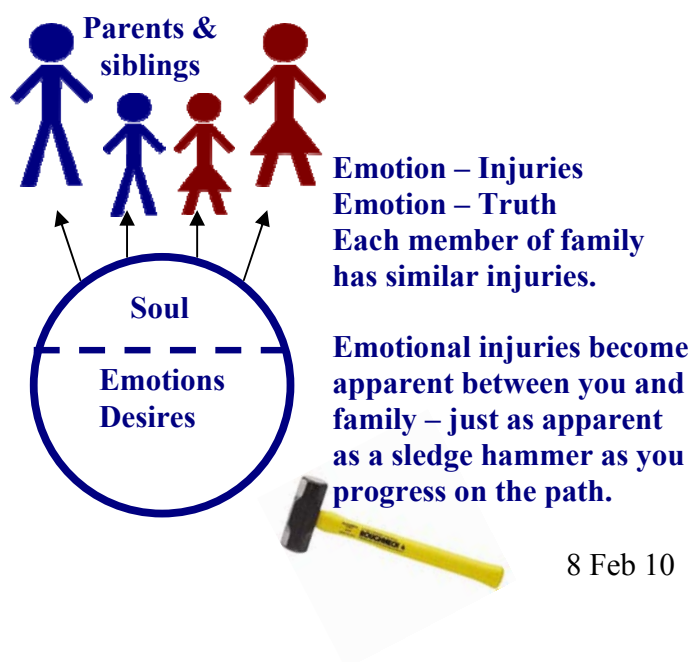 Parents &
siblings
Emotion – Injuries
Emotion – Truth
Each member of family
has similar injuries.
Soul
Emotions
Desires
Emotional injuries become
apparent between you and
family – just as apparent
as a sledge hammer as you
progress on the path.
ROUGHNECK
8 Feb 10